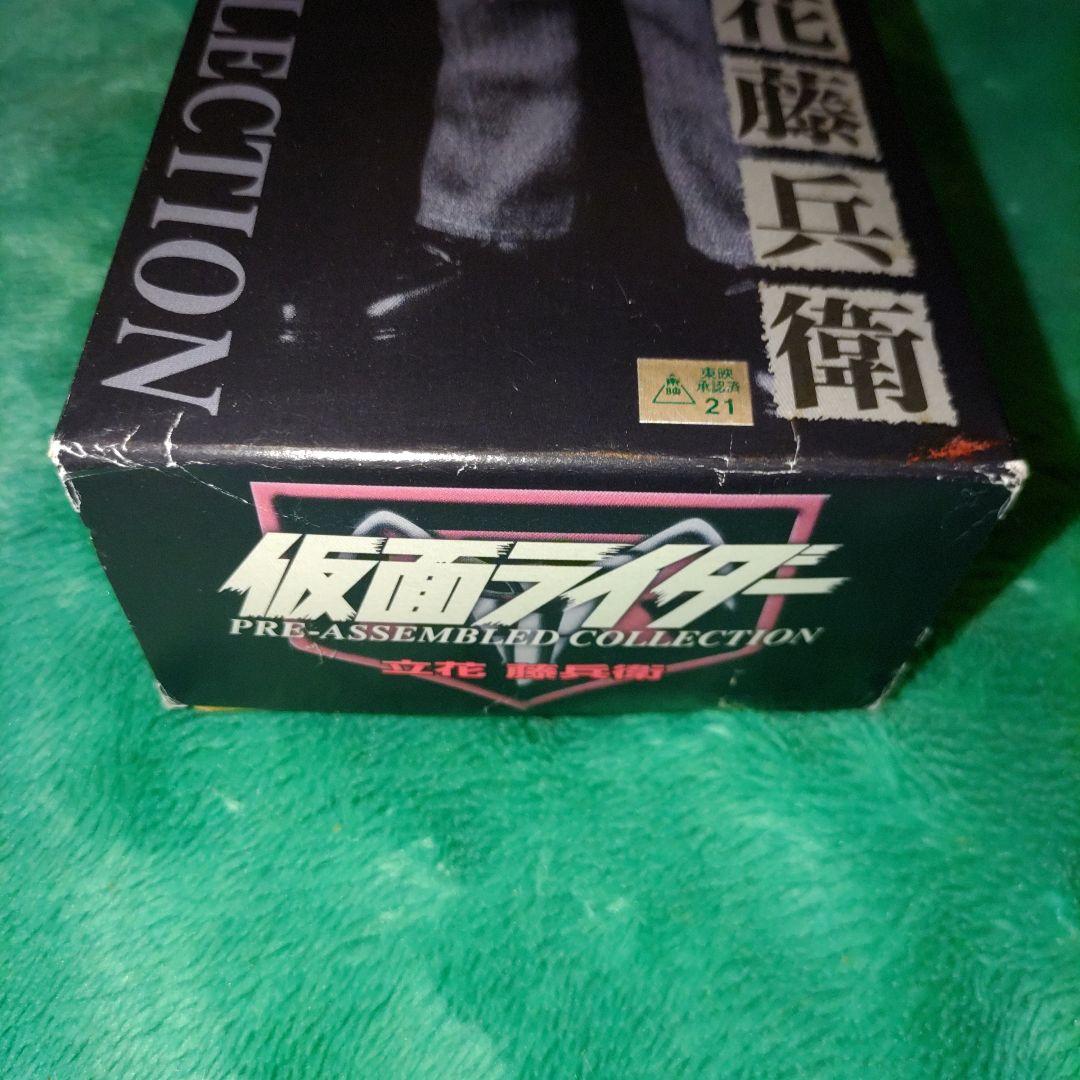 LECTION
花藤兵衛
東映
承認済
21
仮面ライダー
PRE-ASSEMBLED COLLECTION
立花 藤兵衛